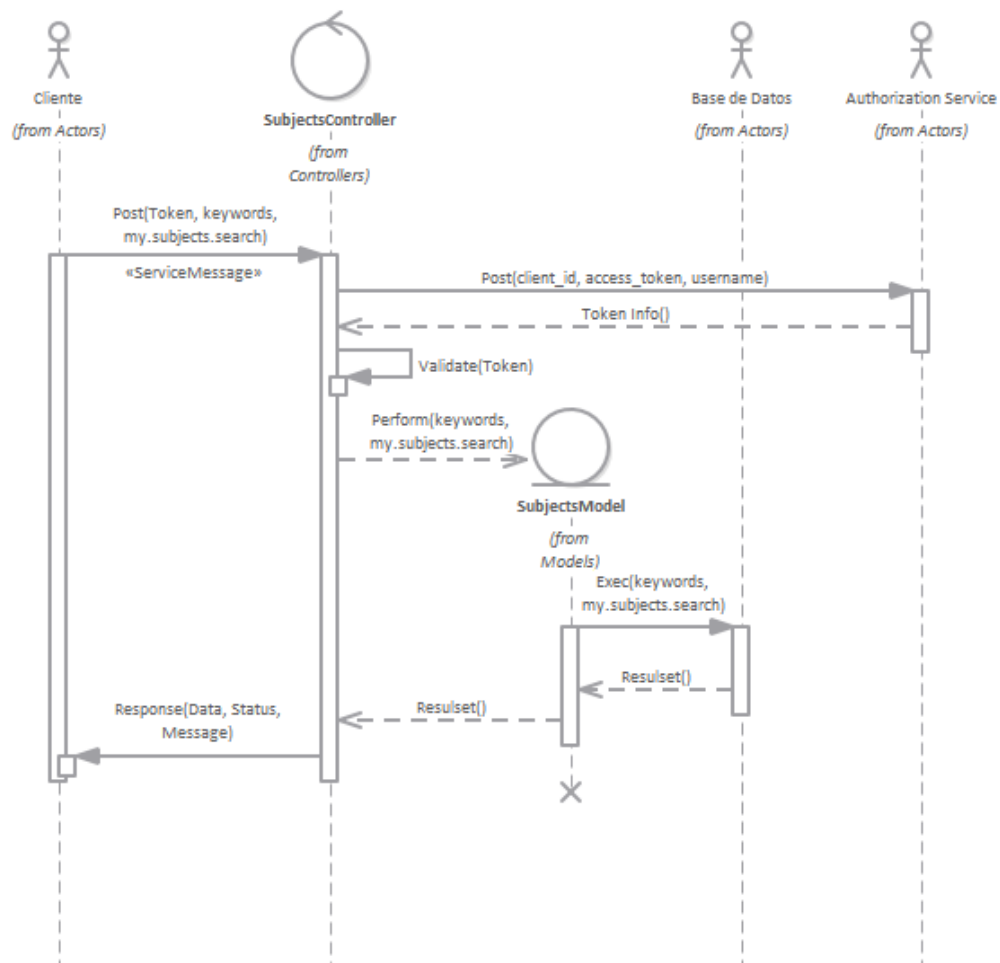 Cliente
(from Actors)
SubjectsController
(from
Controllers)
Base de Datos
(from Actors)
Authorization Service
(from Actors)
Post(Token, keywords,
my.subjects.search)
«ServiceMessage»
Post(client_id, access_token, username)
Token Info()
Validate(Token)
Perform(keywords,
my.subjects.search)
SubjectsModel
(from
Models)
Exec(keywords,
my.subjects.search)
Resulset()
Resulset()
Response(Data, Status,
Message)